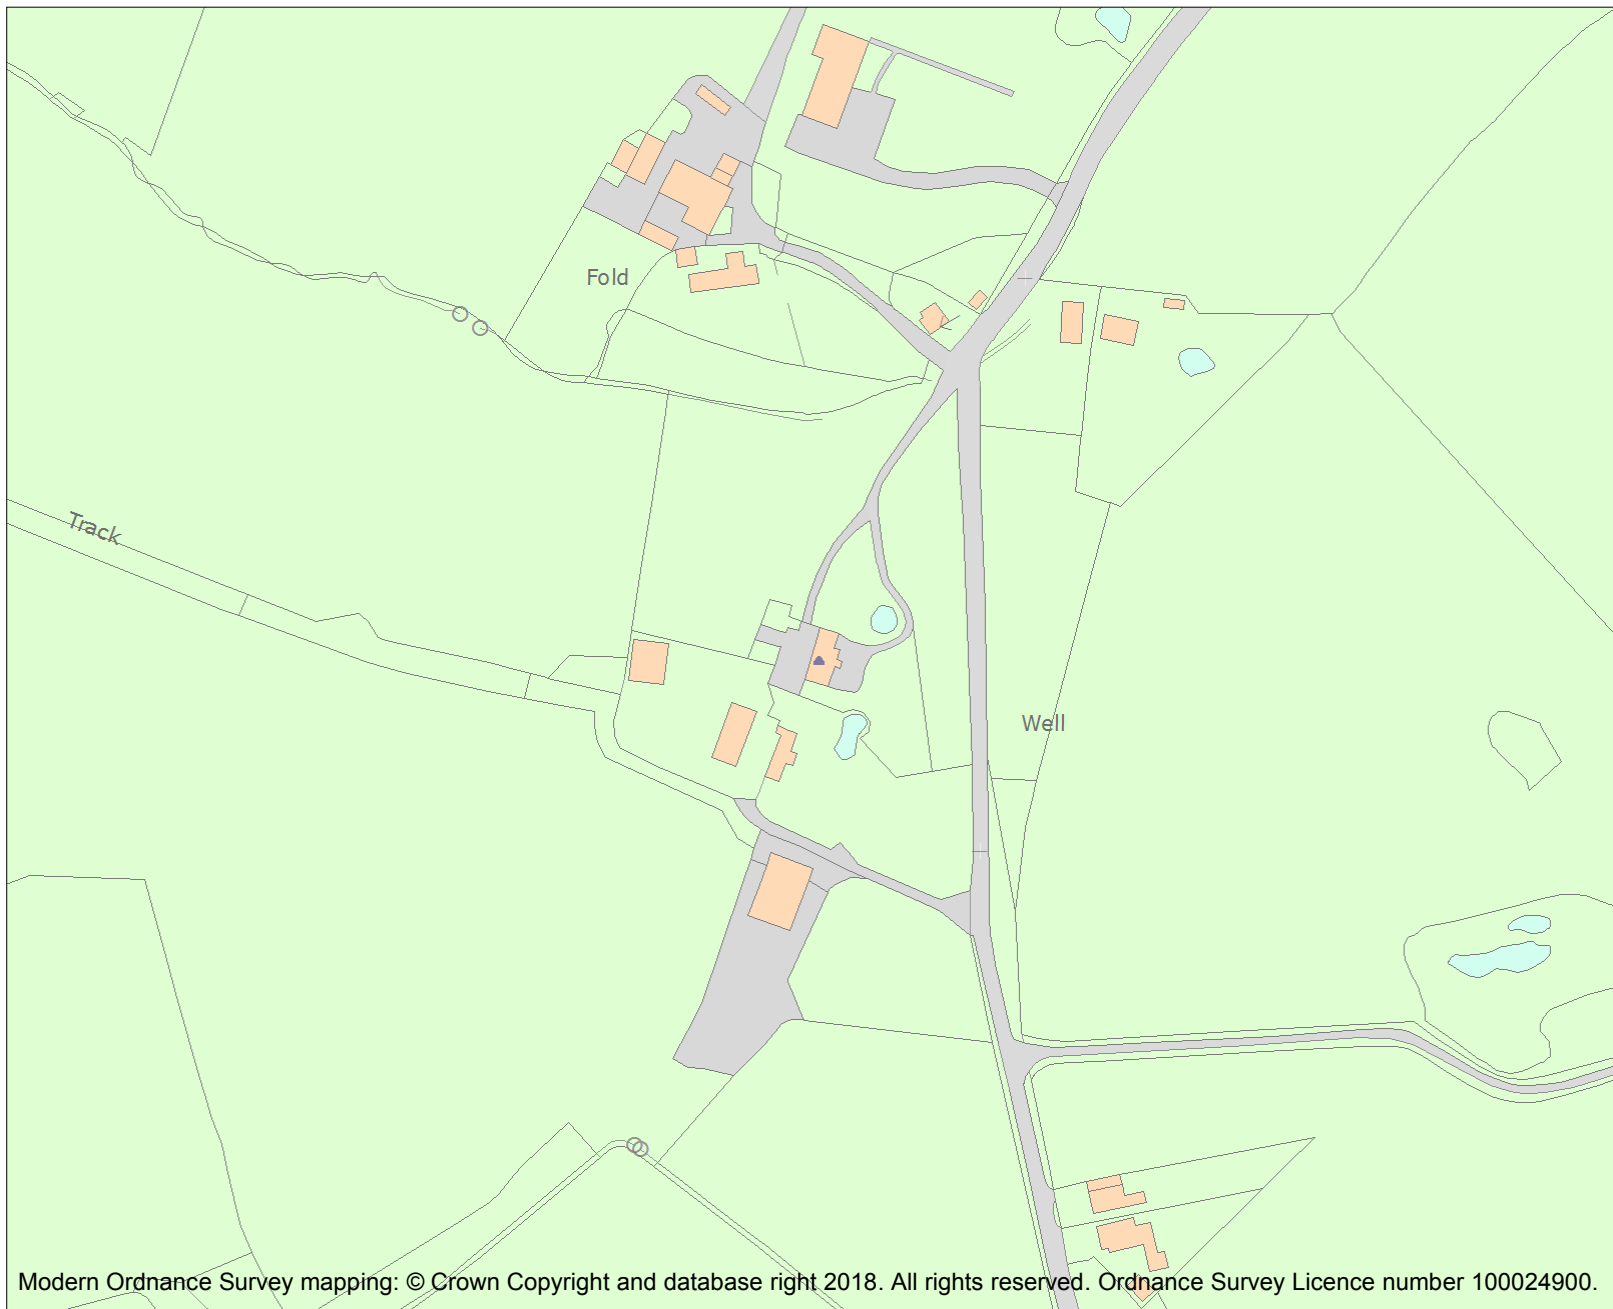 Fold
Track
Well
Modern Ordnance Survey mapping: © Crown Copyright and database right 2018. All rights reserved. Ordnance Survey Licence number 100024900.